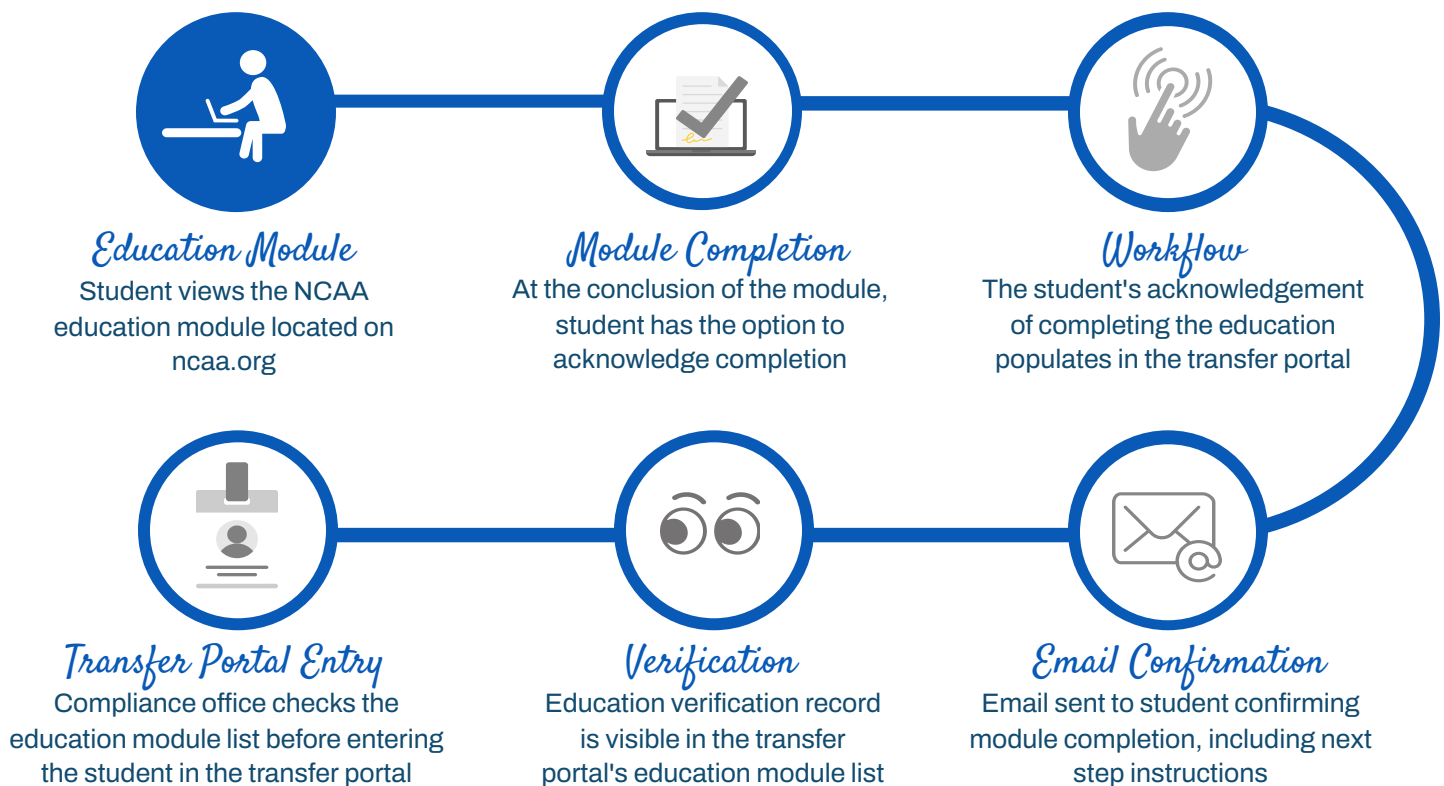 Education Module
Student views the NCAA
education module located on
ncaa.org
Module Completion
At the conclusion of the module,
student has the option to
acknowledge completion
Workflow
The student's acknowledgement
of completing the education
populates in the transfer portal
Email Confirmation
Email sent to student confirming
module completion, including next
step instructions
Verification
Education verification record
is visible in the transfer
portal's education module list
Transfer Portal Entry
Compliance office checks the
education module list before entering
the student in the transfer portal